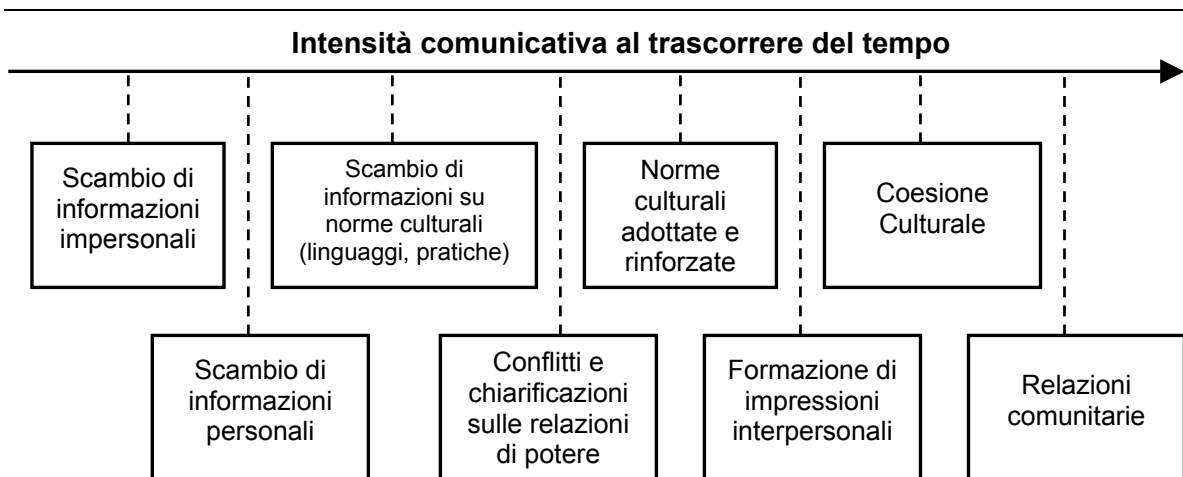 Intensità comunicativa al trascorrere del tempo
Scambio di
informazioni
impersonali
Scambio di
informazioni su
norme culturali
(linguaggi, pratiche)
Norme
culturali
adottate e
rinforzate
Coesione
Culturale
Scambio di
informazioni
personali
Conflitti e
chiarificazioni
sulle relazioni
di potere
Formazione di
impressioni
interpersonali
Relazioni
comunitarie